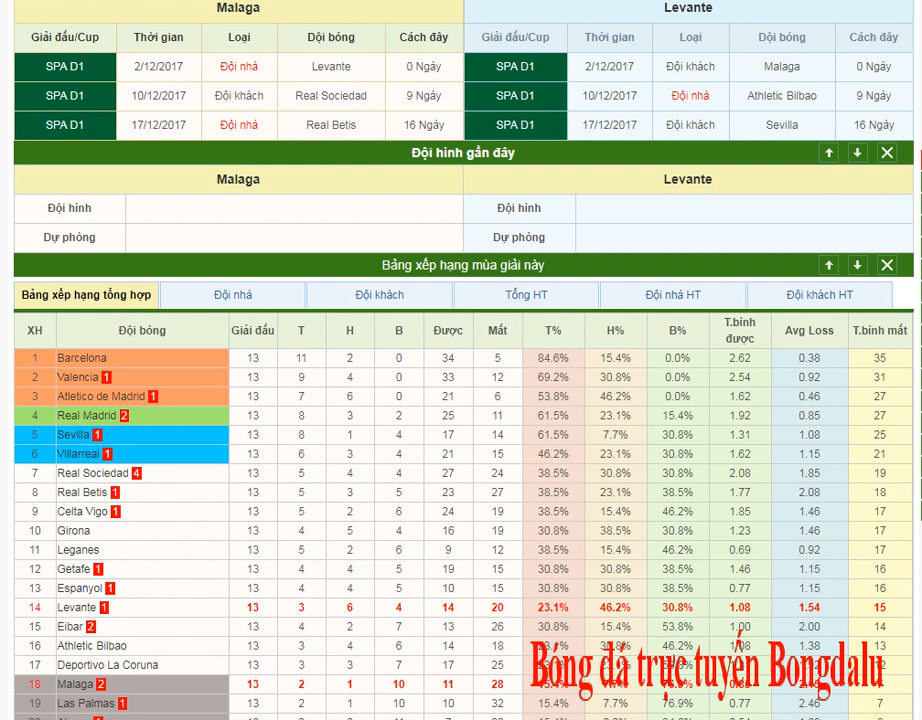 Malaga Levante
Giải đấu/Cup Thời gian Loại Dội bóng Cách đây Giải đấu/Cup Thời gian Loại Dội bóng Cách đây
SPA D1 2/12/2017 Đội nhà Levante 0 Ngày SPA D1 2/12/2017 Đội khách Malaga 0 Ngày
SPA D1 10/12/2017 Đội khách Real Sociedad 9 Ngày SPA D1 10/12/2017 Đội nhà Athletic Bilbao 9 Ngày
SPA D1 17/12/2017 Đội nhà Real Betis 16 Ngày SPA D1 17/12/2017 Đội khách Sevilla 16 Ngày
Đội hình gần đây
Malaga Levante
Đội hình Đội hình
Dự phòng Dự phòng
Bảng xếp hạng mùa giải này
Bảng xếp hạng tổng hợp Đội nhà Đội khách Tổng HT Đội nhà HT Đội khách HT
XH Đội bóng Giải đấu T H B Được Mất T% H% B% T.bình được Avg Loss T.bình mất
1 Barcelona 13 11 2 0 34 5 84.6% 15.4% 0.0% 2.62 0.38 35
2 Valencia 1 13 9 4 0 33 12 69.2% 30.8% 0.0% 2.54 0.92 31
3 Atletico de Madrid 1 13 7 6 0 21 6 53.8% 46.2% 0.0% 1.62 0.46 27
4 Real Madrid 2 13 8 3 2 25 11 61.5% 23.1% 15.4% 1.92 0.85 27
5 Sevilla 1 13 8 1 4 17 14 61.5% 7.7% 30.8% 1.31 1.08 25
6 Villarreal 1 13 6 3 4 21 15 46.2% 23.1% 30.8% 1.62 1.15 21
7 Real Sociedad 4 13 5 4 4 27 24 38.5% 30.8% 30.8% 2.08 1.85 19
8 Real Betis 1 13 5 3 5 23 27 38.5% 23.1% 38.5% 1.77 2.08 18
9 Celta Vigo 1 13 5 2 6 24 19 38.5% 15.4% 46.2% 1.85 1.46 17
10 Girona 13 4 5 4 16 19 30.8% 38.5% 30.8% 1.23 1.46 17
11 Leganes 13 5 2 6 9 12 38.5% 15.4% 46.2% 0.69 0.92 17
12 Getafe 1 13 4 4 5 19 15 30.8% 30.8% 38.5% 1.46 1.15 16
13 Espanyol 1 13 4 4 5 10 15 30.8% 30.8% 38.5% 0.77 1.15 16
14 Levante 1 13 3 6 4 14 20 23.1% 46.2% 30.8% 1.08 1.54 15
15 Eibar 2 13 4 2 7 13 26 30.8% 15.4% 53.8% 1.00 2.00 14
16 Athletic Bilbao 13 3 4 6 14 18 46.2% 1.38 13
17 Deportivo La Coruna 13 3 3 7 17 25
Bóng đá trực tuyến Bongdalu
18 Malaga 2 13 2 1 10 11 28
19 Las Palmas 1 13 2 1 10 10 32 15.4% 7.7% 76.9% 0.77 2.46 7